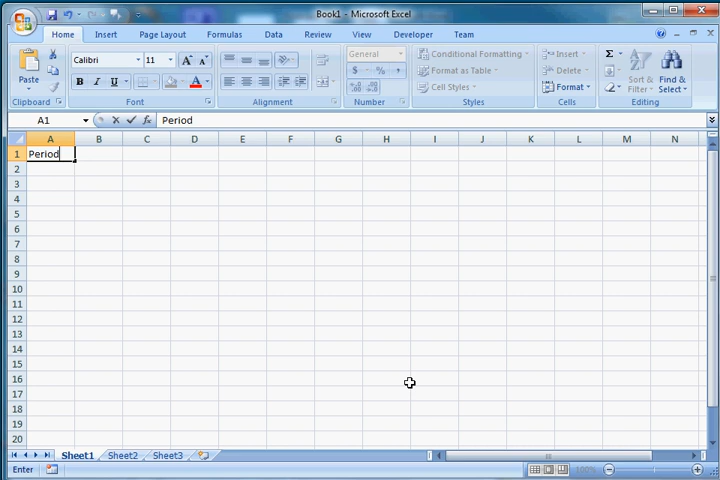 Book1 - Microsoft Excel
Home Insert Page Layout Formulas Data Review View Developer Team
Paste
Clipboard
Calibri 11
B I U
Font
Alignment
General
$ % ,
Number
Conditional Formatting
Format as Table
Cell Styles
Styles
Insert
Delete
Format
Cells
Σ
Sort & Filter
Find & Select
Editing
A1 fx Period
A B C D E F G H I J K L M N
1 Period
2
3
4
5
6
7
8
9
10
11
12
13
14
15
16
17
18
19
20
Sheet1 Sheet2 Sheet3
Enter 100%